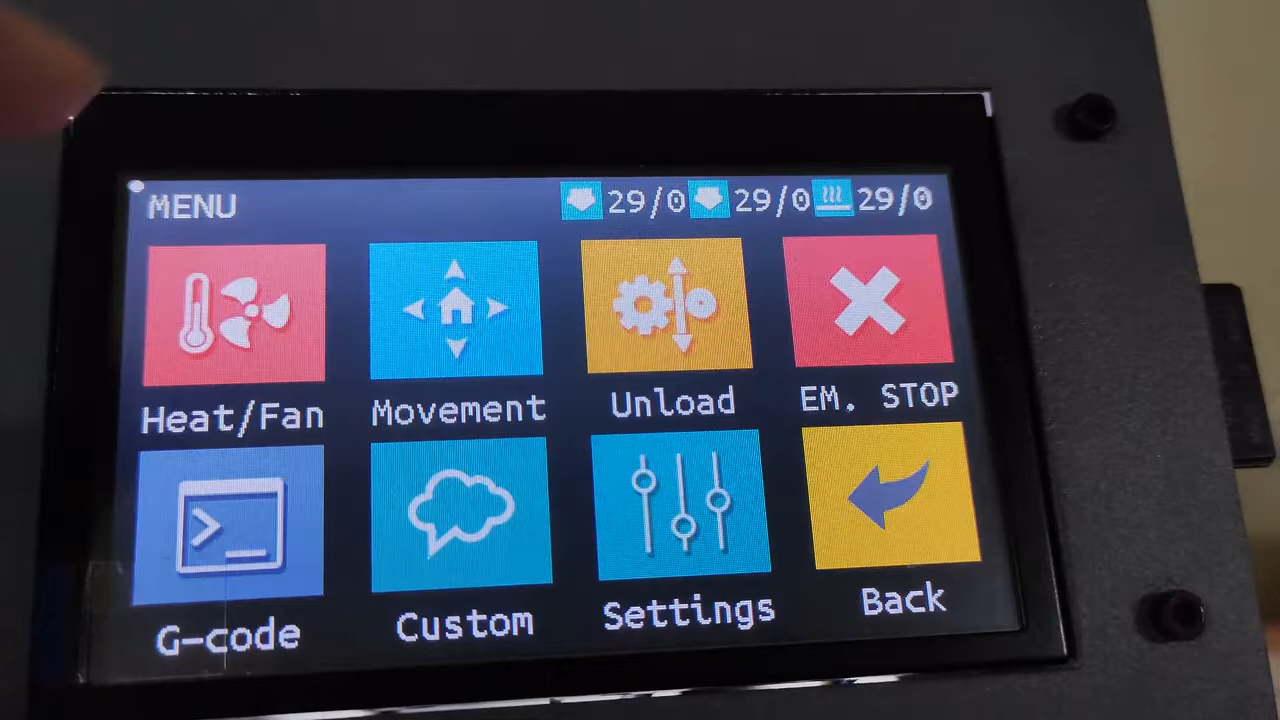 MENU 29/0 29/0 29/0
Heat/Fan Movement Unload EM. STOP
G-code Custom Settings Back